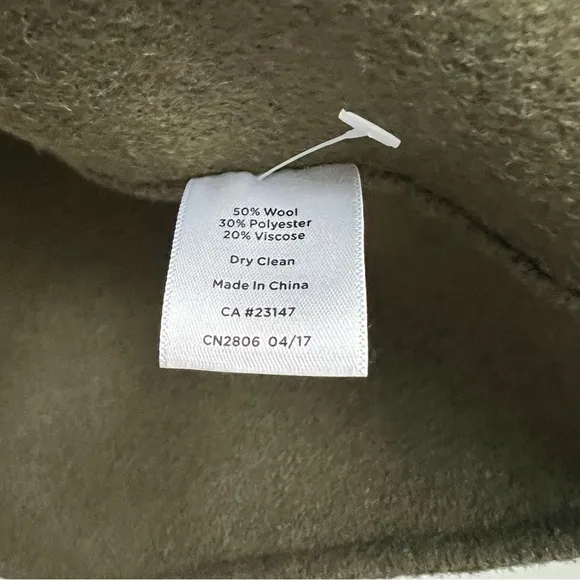 50% Wool
30% Polyester
20% Viscose
Dry Clean
Made In China
CA #23147
CN2806 04/17